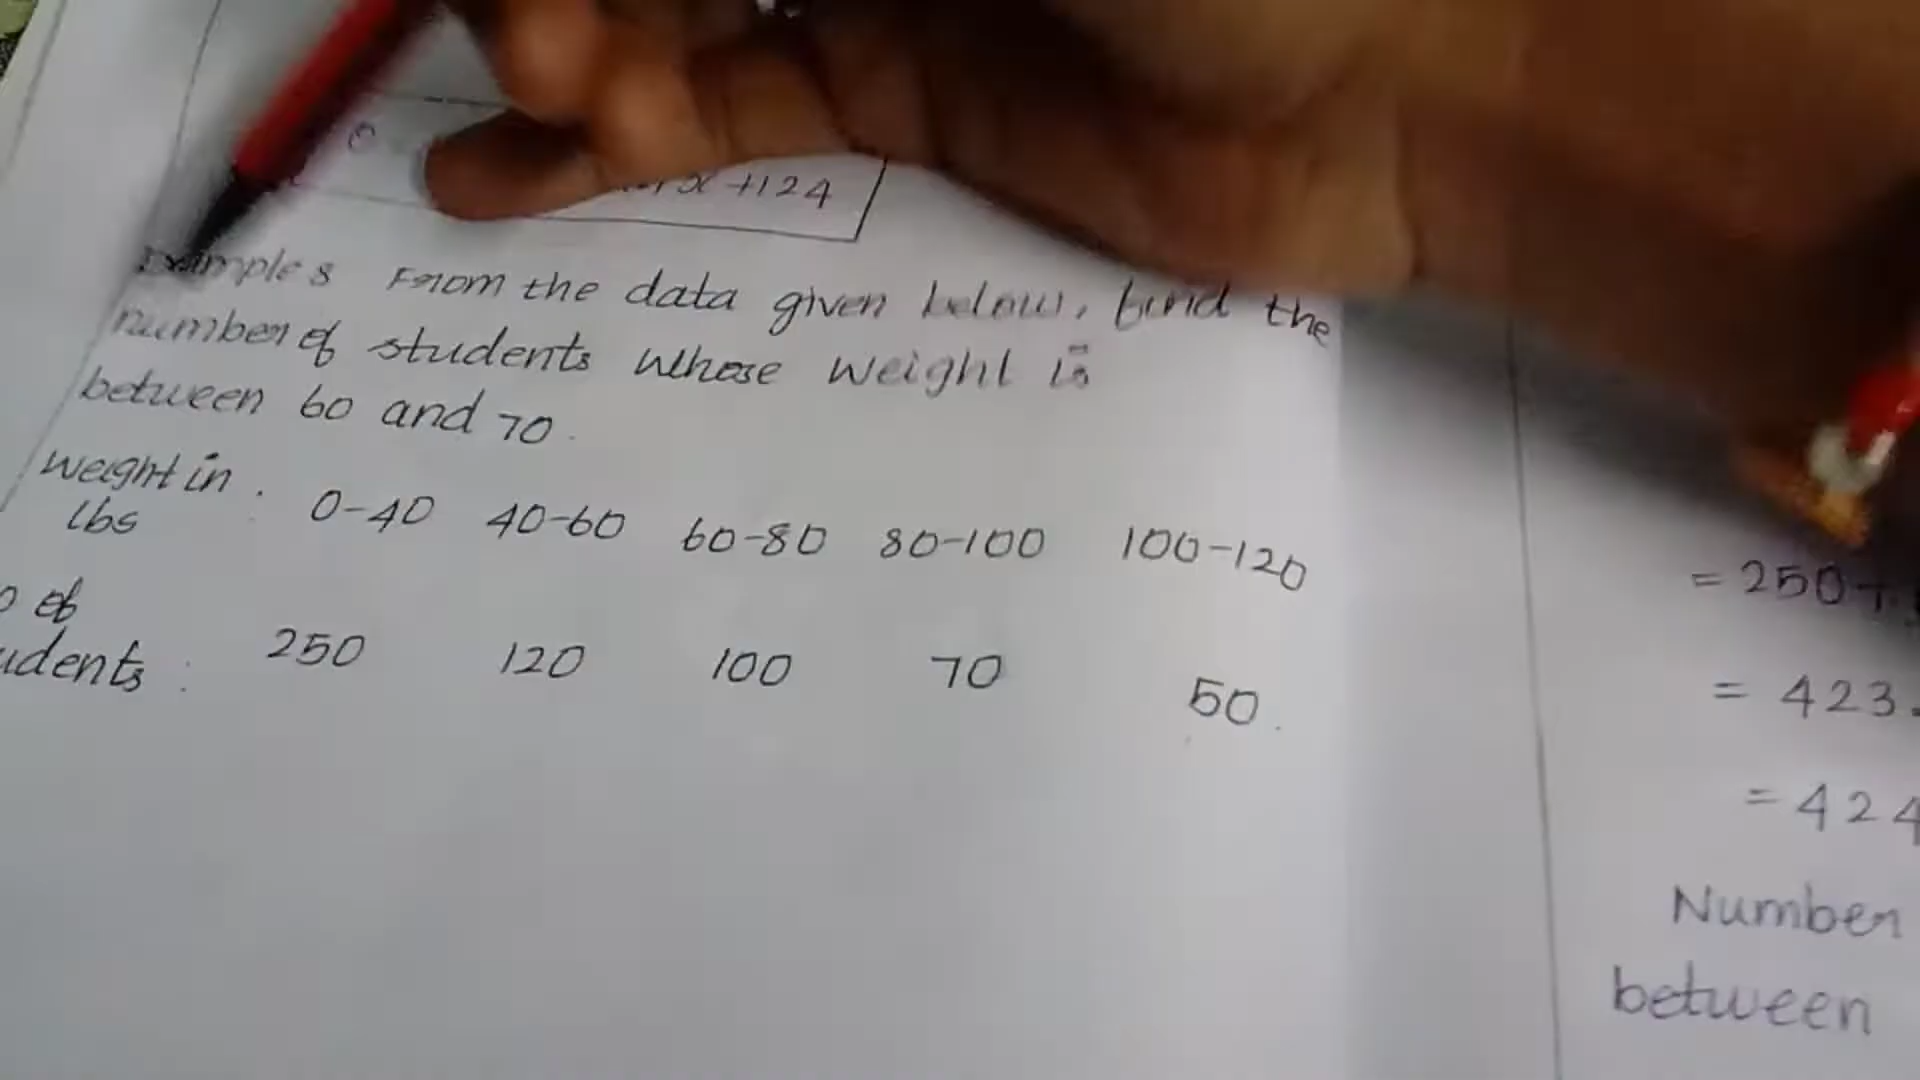 x +124
Example 8 From the data given below, find the
number of students whose weight is
between 60 and 70.
Weight in : 0-40 40-60 60-80 80-100 100-120
lbs
of
udents : 250 120 100 70 50.
= 250+
= 423.
= 424
Number
between